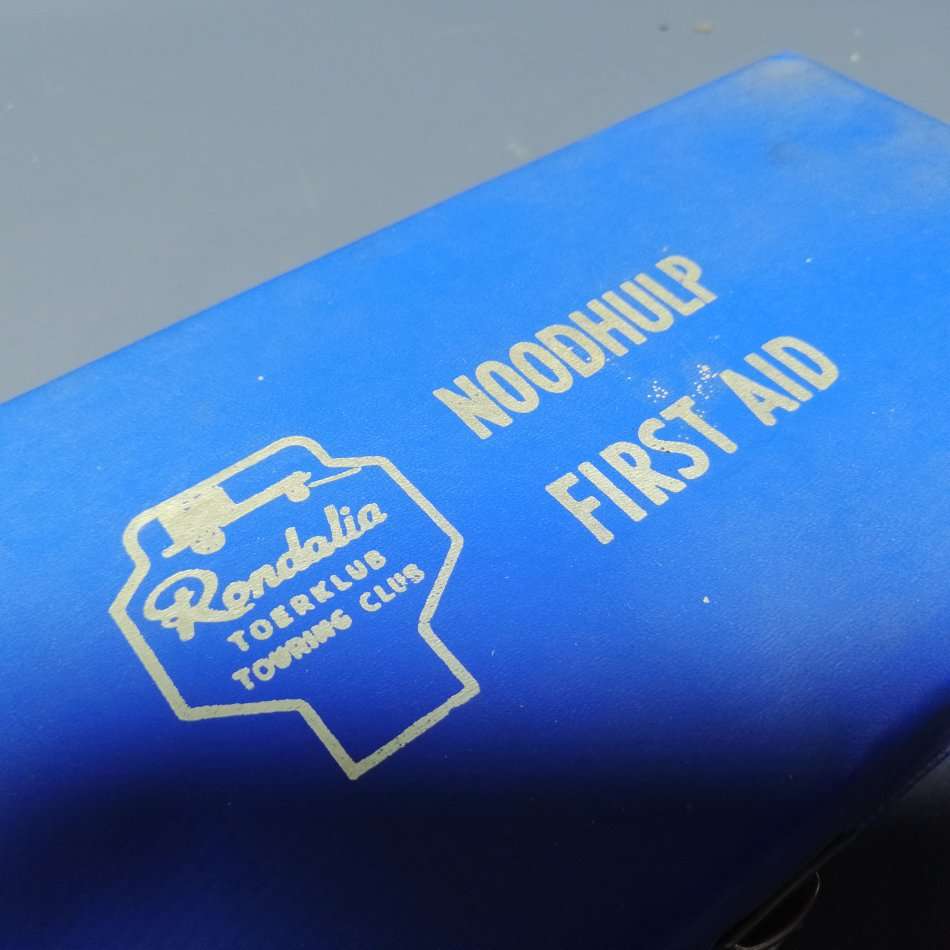 NOODHULP
FIRST AID
Rondalia
TOERKLUB
TOURING CLUB